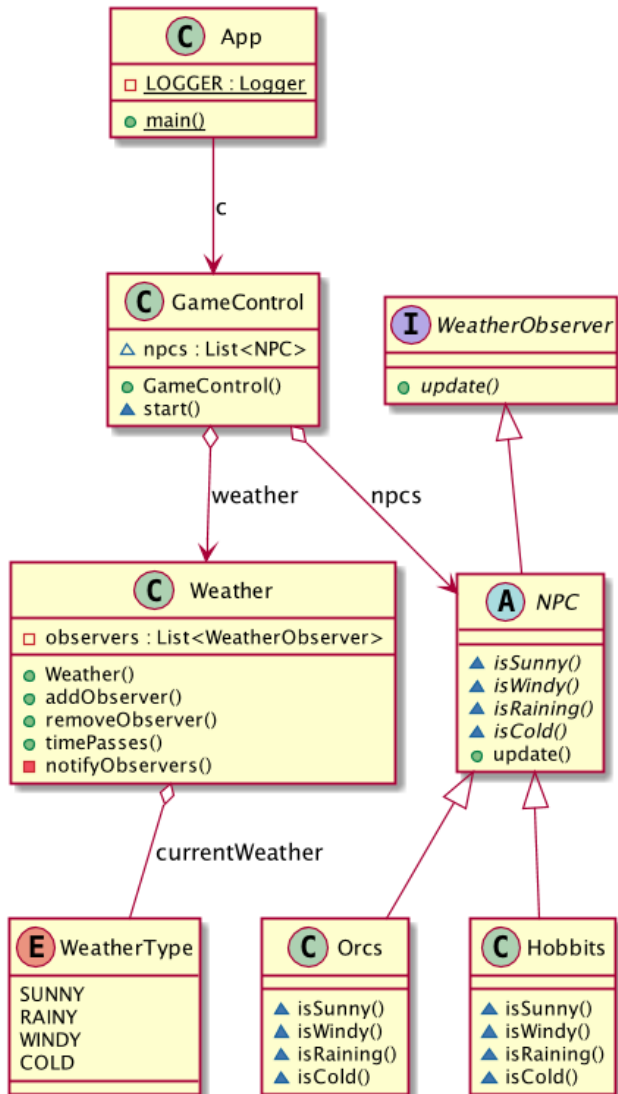 C App
LOGGER : Logger
main()
c
C GameControl
npcs : List<NPC>
GameControl()
start()
I WeatherObserver
update()
weather
npcs
C Weather
observers : List<WeatherObserver>
Weather()
addObserver()
removeObserver()
timePasses()
notifyObservers()
A NPC
isSunny()
isWindy()
isRaining()
isCold()
update()
currentWeather
E WeatherType
SUNNY
RAINY
WINDY
COLD
C Orcs
isSunny()
isWindy()
isRaining()
isCold()
C Hobbits
isSunny()
isWindy()
isRaining()
isCold()